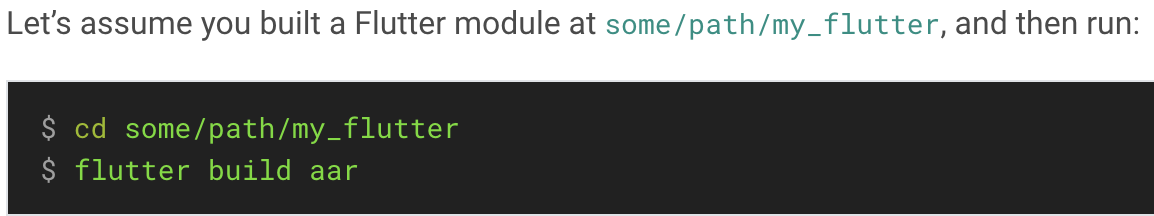 Let’s assume you built a Flutter module at some/path/my_flutter, and then run:
$ cd some/path/my_flutter
$ flutter build aar